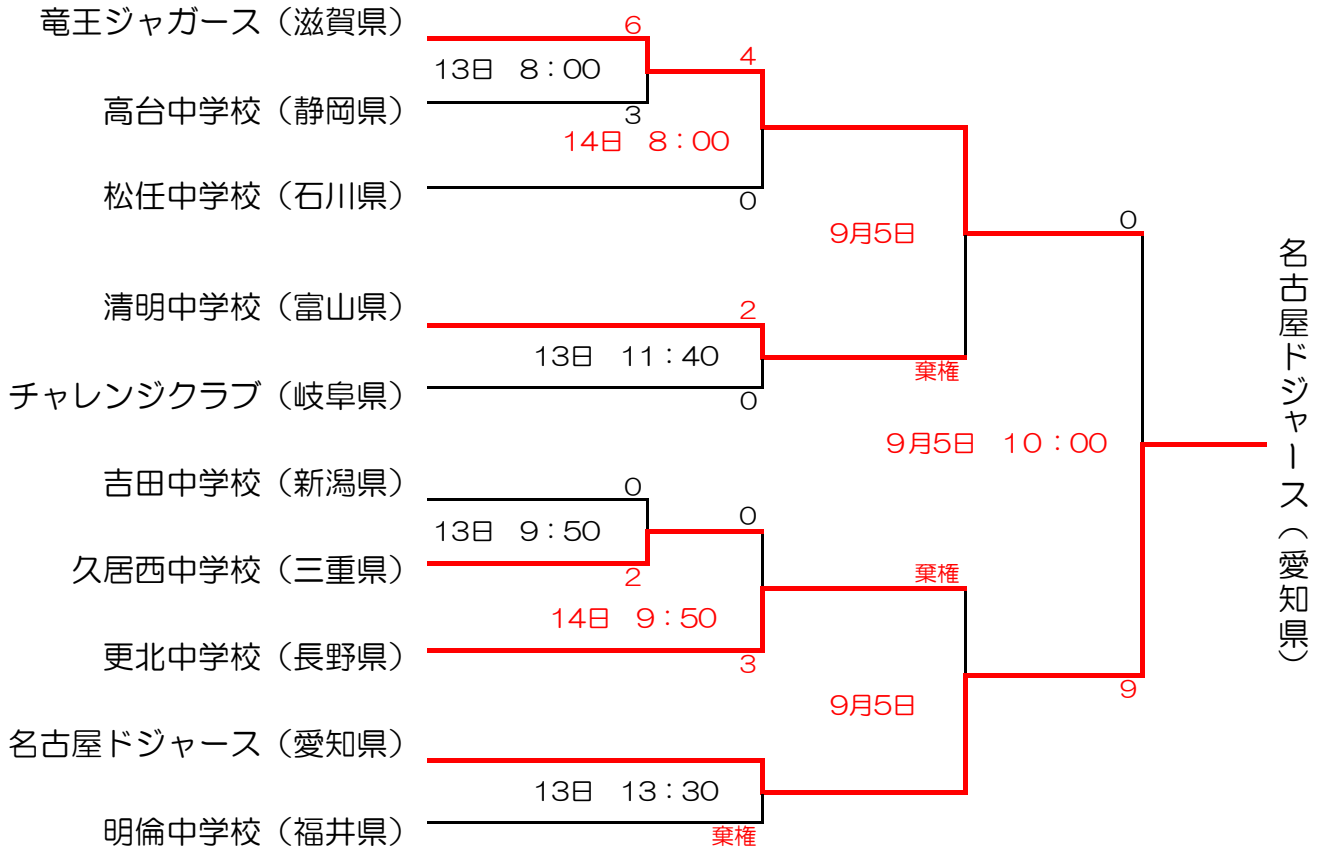 竜王ジャガース（滋賀県）
6
4
13日　8：00
高台中学校（静岡県）
3
14日　8：00
松任中学校（石川県）
0
9月5日
0
清明中学校（富山県）
2
13日　11：40
棄権
チャレンジクラブ（岐阜県）
0
9月5日　10：00
名古屋ドジャース（愛知県）
吉田中学校（新潟県）
0
0
13日　9：50
久居西中学校（三重県）
2
棄権
14日　9：50
更北中学校（長野県）
3
9月5日
9
名古屋ドジャース（愛知県）
13日　13：30
明倫中学校（福井県）
棄権